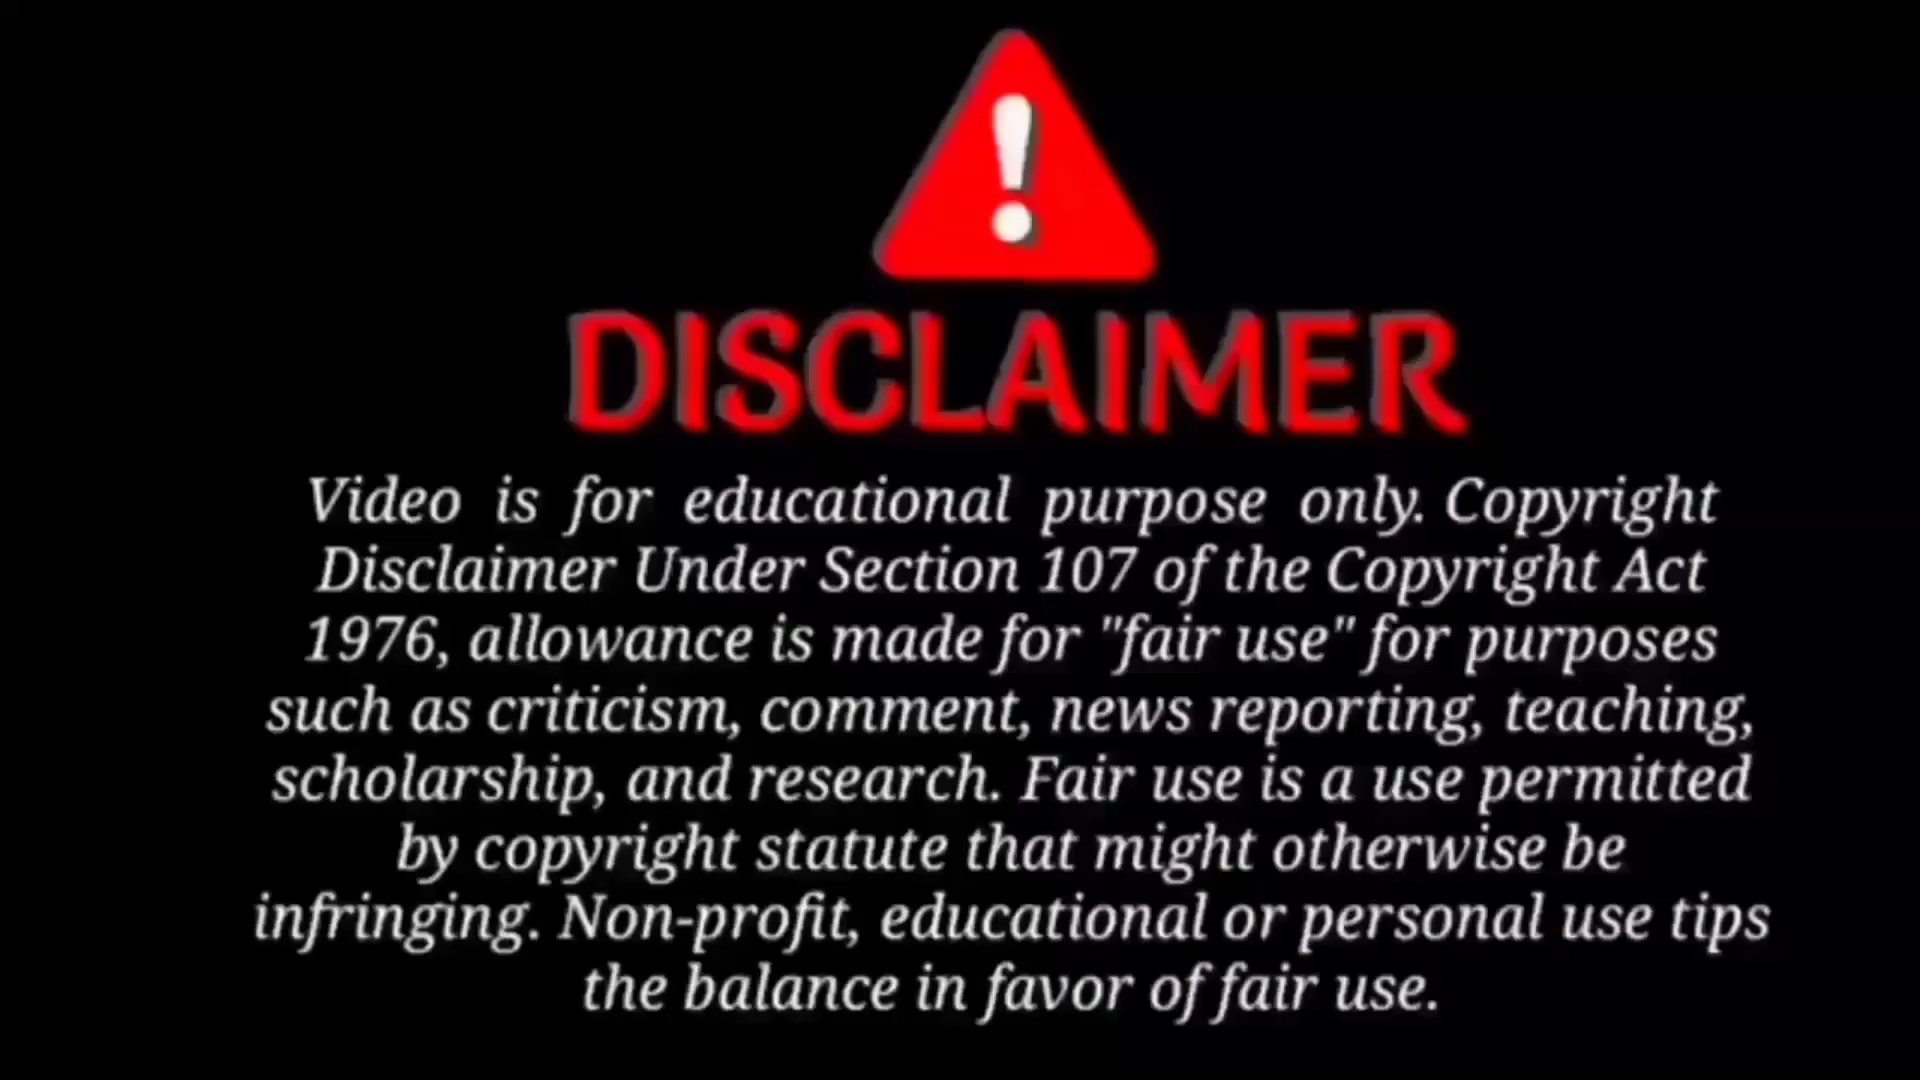 DISCLAIMER
Video is for educational purpose only. Copyright
Disclaimer Under Section 107 of the Copyright Act
1976, allowance is made for "fair use" for purposes
such as criticism, comment, news reporting, teaching,
scholarship, and research. Fair use is a use permitted
by copyright statute that might otherwise be
infringing. Non-profit, educational or personal use tips
the balance in favor of fair use.